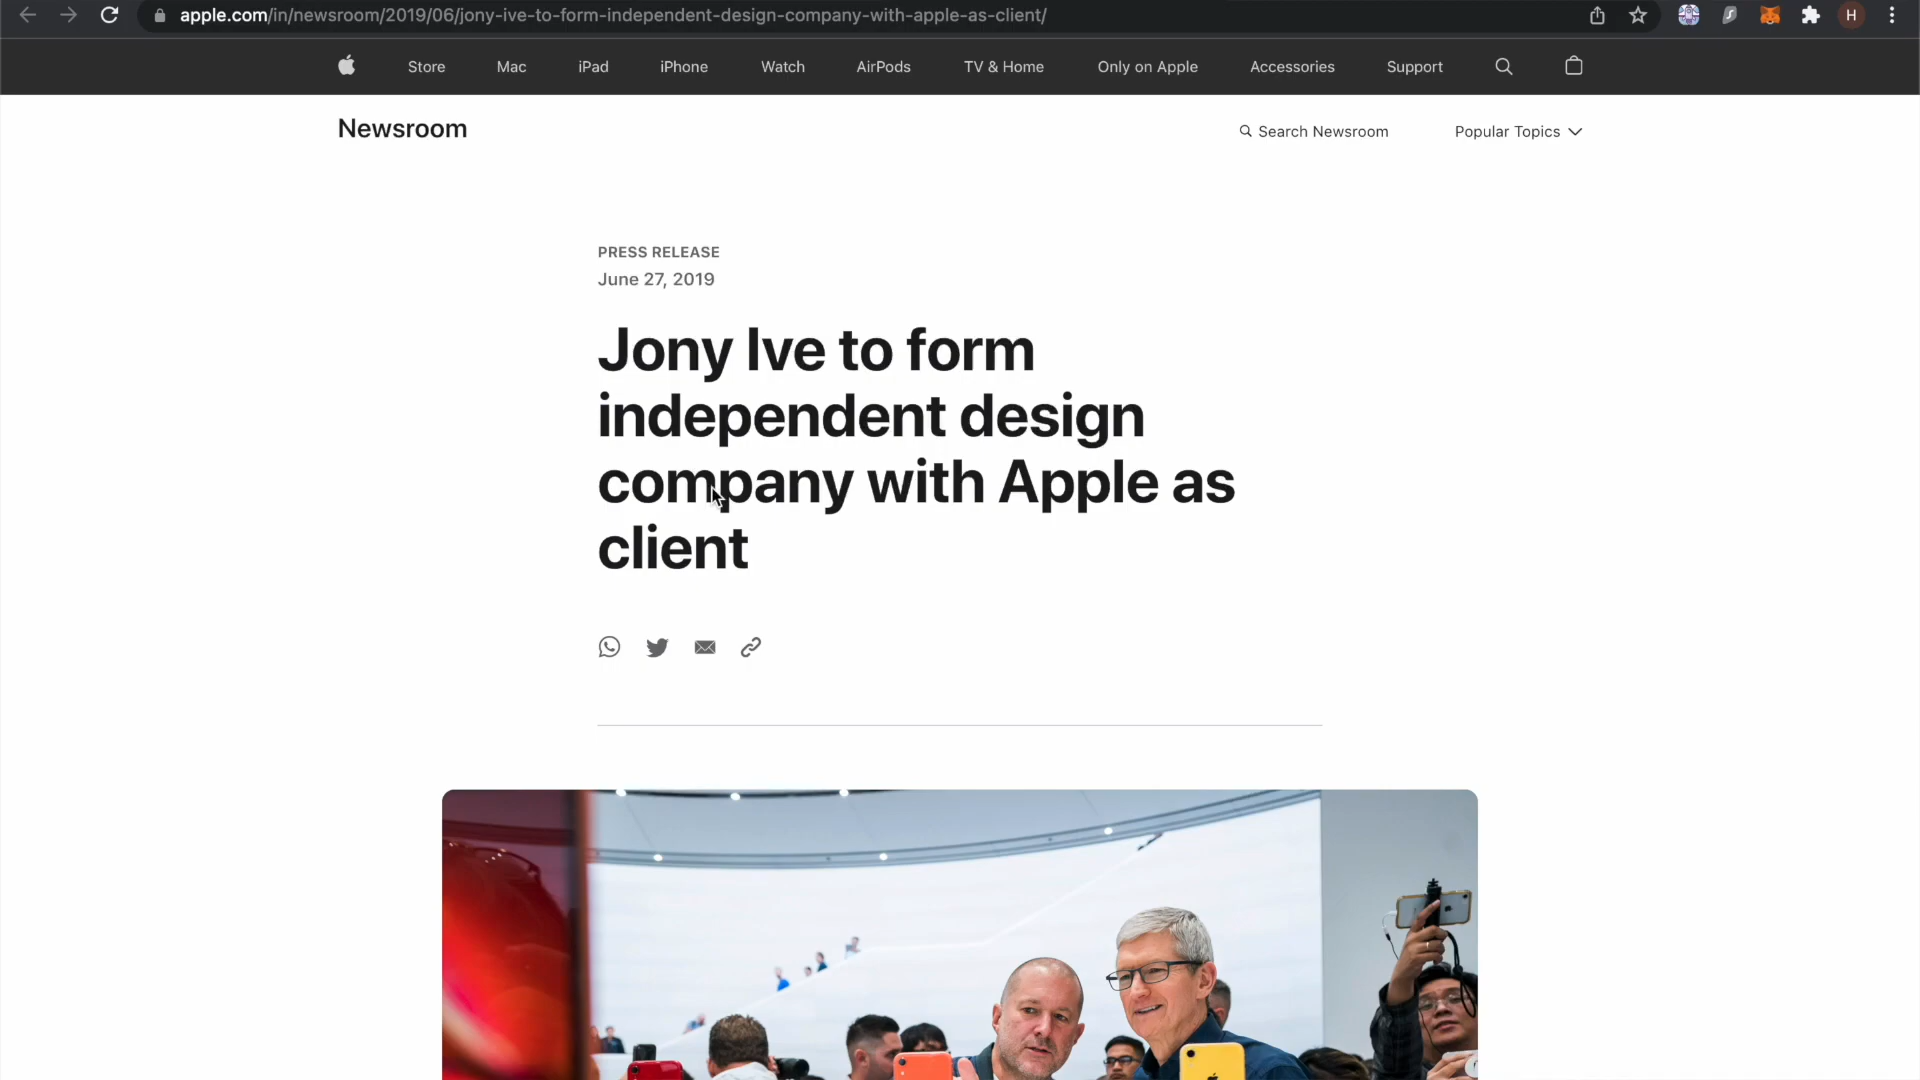 apple.com/in/newsroom/2019/06/jony-ive-to-form-independent-design-company-with-apple-as-client/
H
Store Mac iPad iPhone Watch AirPods TV & Home Only on Apple Accessories Support
Newsroom
Search Newsroom Popular Topics
PRESS RELEASE
June 27, 2019
Jony Ive to form
independent design
company with Apple as
client